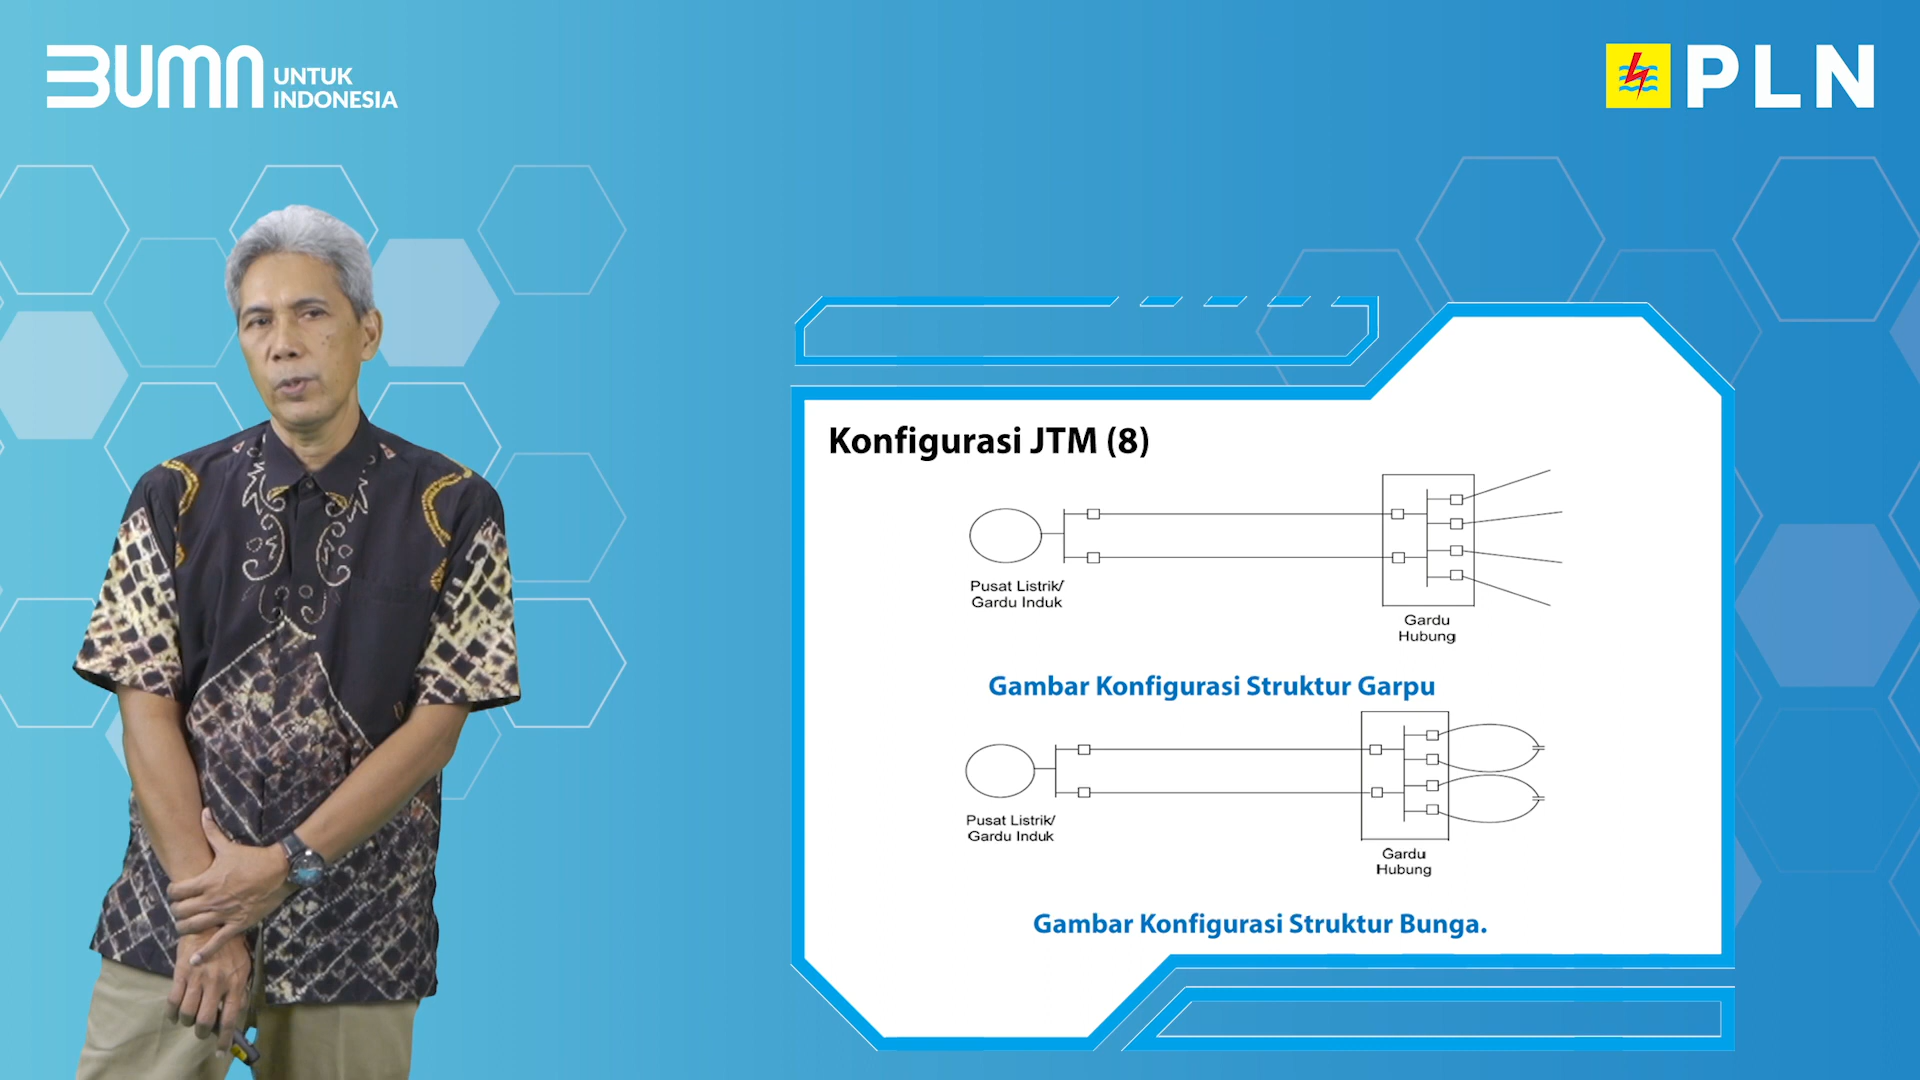 BUMN UNTUK
INDONESIA
PLN
Konfigurasi JTM (8)
Pusat Listrik/
Gardu Induk
Gardu
Hubung
Gambar Konfigurasi Struktur Garpu
Pusat Listrik/
Gardu Induk
Gardu
Hubung
Gambar Konfigurasi Struktur Bunga.